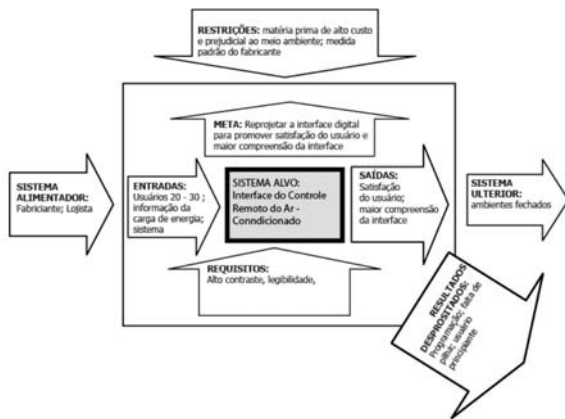 RESTRIÇÕES: matéria prima de alto custo
e prejudicial ao meio ambiente; medida
padrão do fabricante
META: Reprojetar a interface digital
para promover satisfação do usuário e
maior compreensão da interface
SISTEMA
ALIMENTADOR:
Fabriciante; Lojista
ENTRADAS:
Usuários 20 - 30 ;
informação da
carga de energia;
sistema
SISTEMA ALVO:
Interface do Controle
Remoto do Ar -
Conndicionado
SAÍDAS:
Satisfação
do usuário;
maior compreensão
da interface
SISTEMA
ULTERIOR:
ambientes fechados
REQUISITOS:
Alto contraste, legibilidade,
RESULTADOS
DESPROSITADOS:
Programação; falta de
pilha; usuário
principante